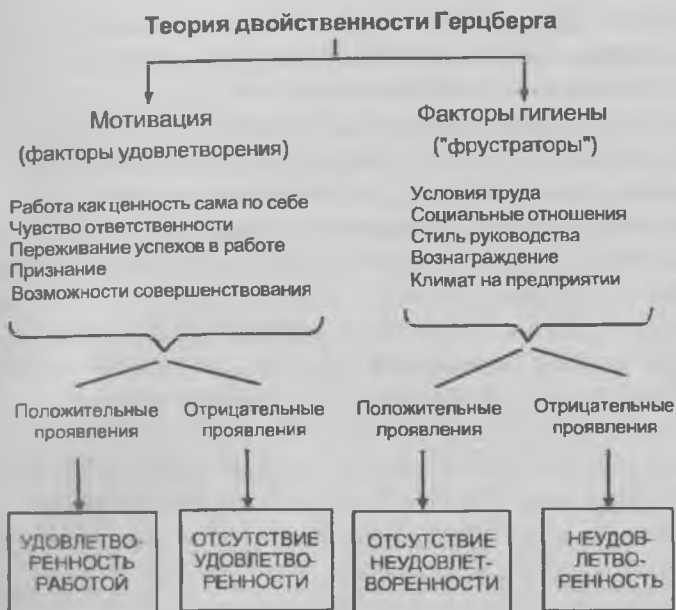 Теория двойственности Герцберга
Мотивация
(факторы удовлетворения)
Работа как ценность сама по себе
Чувство ответственности
Переживание успехов в работе
Признание
Возможности совершенствования
Факторы гигиены
("фрустраторы")
Условия труда
Социальные отношения
Стиль руководства
Вознаграждение
Климат на предприятии
Положительные
проявления
Отрицательные
проявления
Положительные
проявления
Отрицательные
проявления
УДОВЛЕТВО-
РЕННОСТЬ
РАБОТОЙ
ОТСУТСТВИЕ
УДОВЛЕТВО-
РЕННОСТИ
ОТСУТСТВИЕ
НЕУДОВЛЕТ-
ВОРЕННОСТИ
НЕУДОВ-
ЛЕТВО-
РЕННОСТЬ